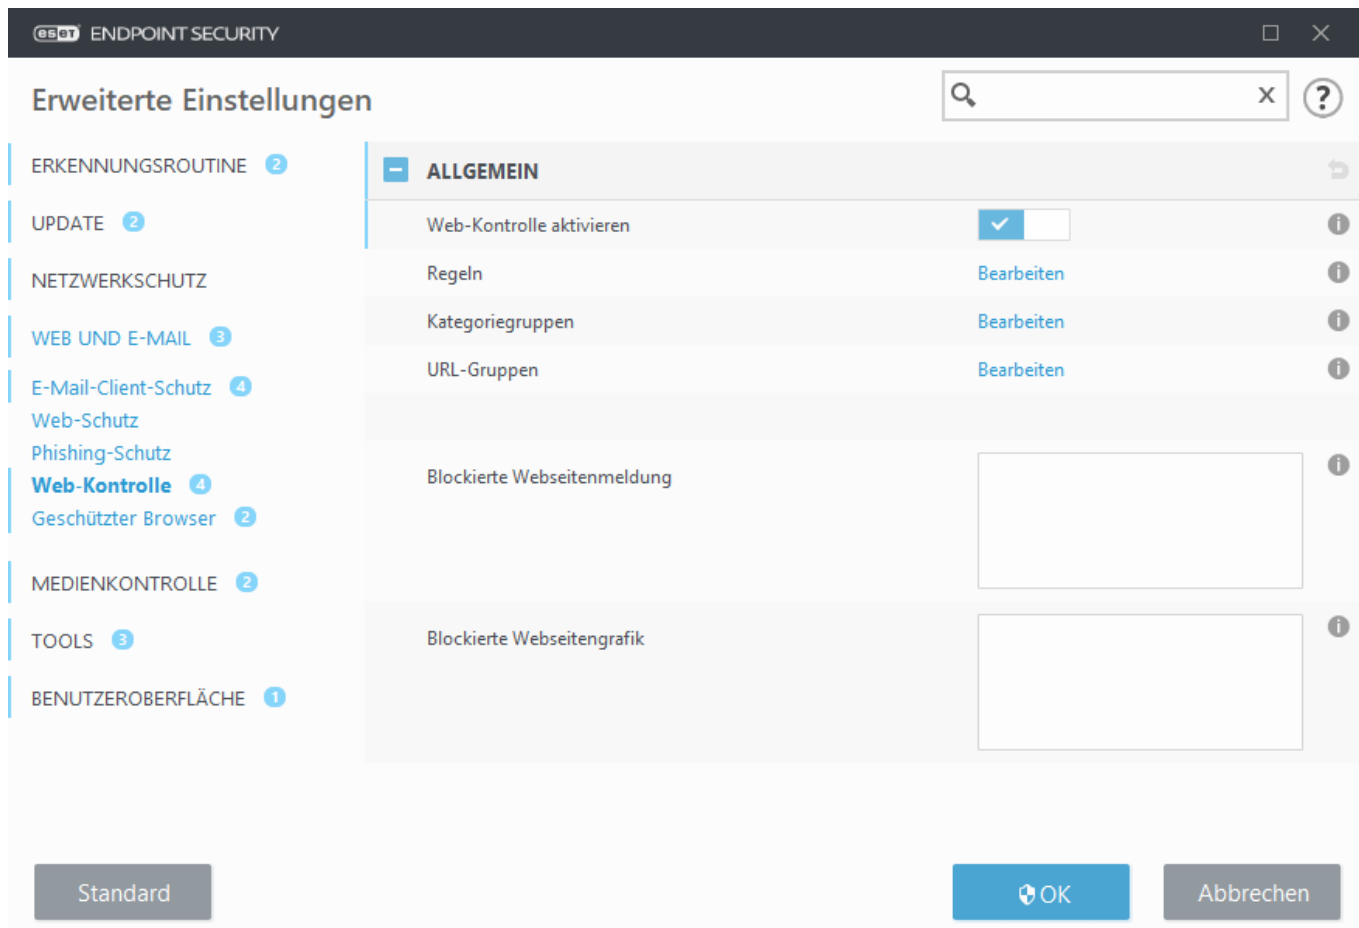 eset ENDPOINT SECURITY
Erweiterte Einstellungen
x
?
ERKENNUNGSROUTINE 2
UPDATE 2
NETZWERKSCHUTZ
WEB UND E-MAIL 3
E-Mail-Client-Schutz 4
Web-Schutz
Phishing-Schutz
Web-Kontrolle 4
Geschützter Browser 2
MEDIENKONTROLLE 2
TOOLS 3
BENUTZEROBERFLÄCHE 1
ALLGEMEIN
Web-Kontrolle aktivieren
Regeln Bearbeiten
Kategoriegruppen Bearbeiten
URL-Gruppen Bearbeiten
Blockierte Webseitenmeldung
Blockierte Webseitengrafik
Standard
OK
Abbrechen